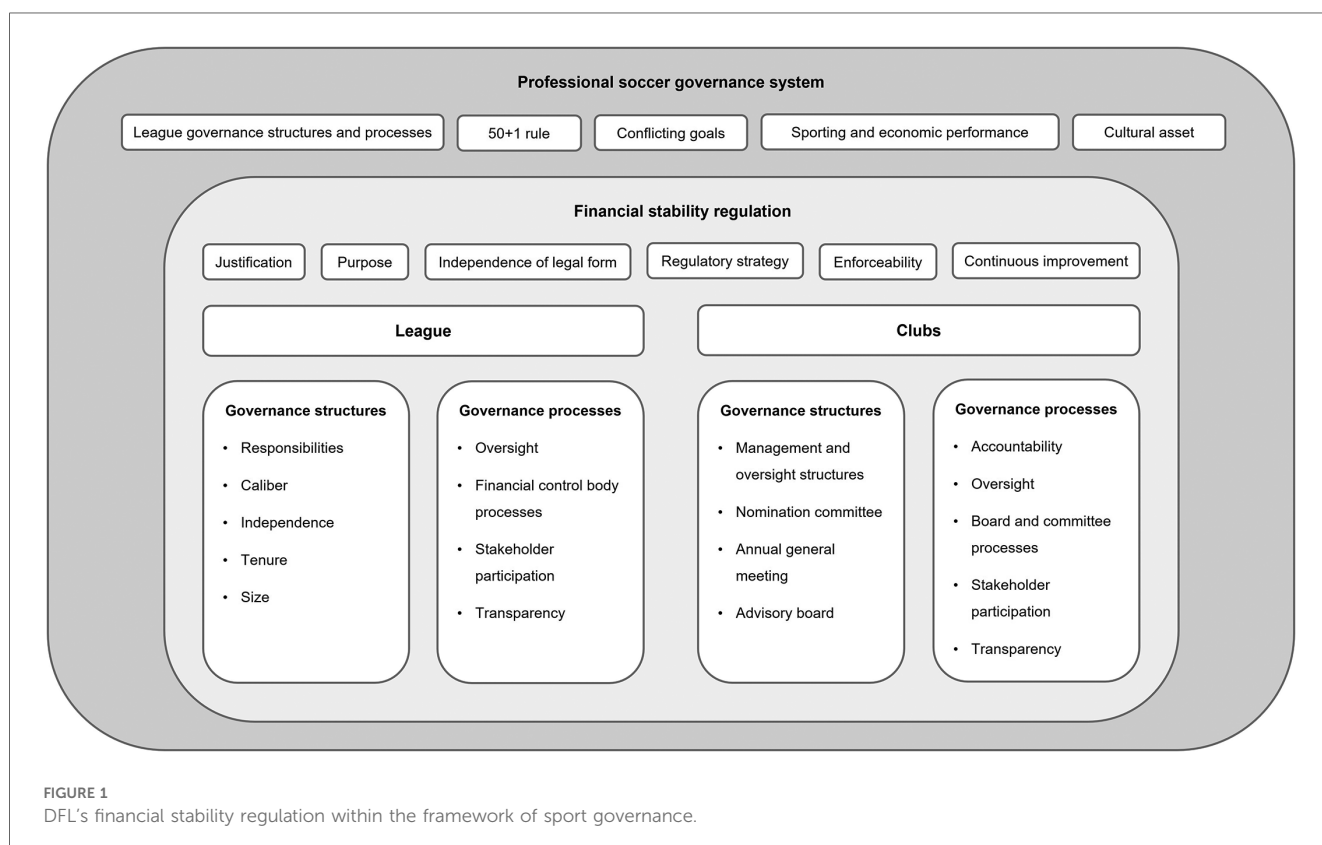 Professional soccer governance system
League governance structures and processes
50+1 rule
Conflicting goals
Sporting and economic performance
Cultural asset
Financial stability regulation
Justification
Purpose
Independence of legal form
Regulatory strategy
Enforceability
Continuous improvement
League
Clubs
Governance structures
• Responsibilities
• Caliber
• Independence
• Tenure
• Size
Governance processes
• Oversight
• Financial control body
processes
• Stakeholder
participation
• Transparency
Governance structures
• Management and
oversight structures
• Nomination committee
• Annual general
meeting
• Advisory board
Governance processes
• Accountability
• Oversight
• Board and committee
processes
• Stakeholder
participation
• Transparency
FIGURE 1
DFL's financial stability regulation within the framework of sport governance.